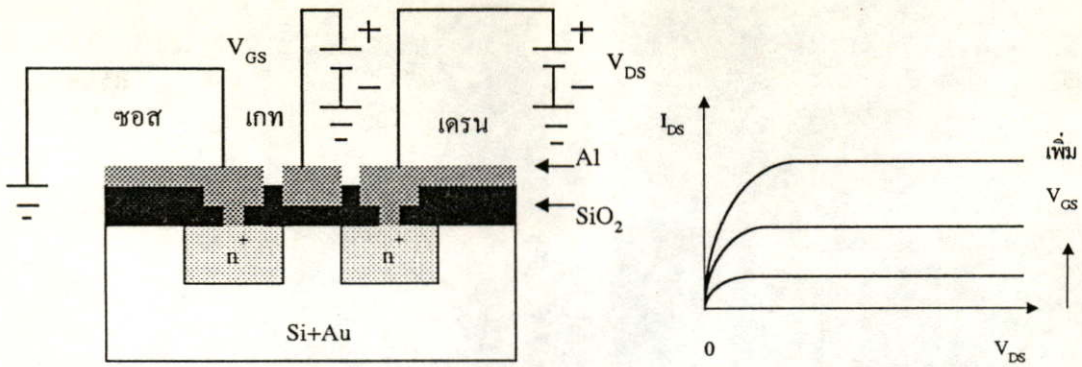 V_GS
+
−
V_DS
+
−
ซอส
เกท
เดรน
Al
SiO₂
n⁺
n⁺
Si+Au
I_DS
เพิ่ม
V_GS
0
V_DS